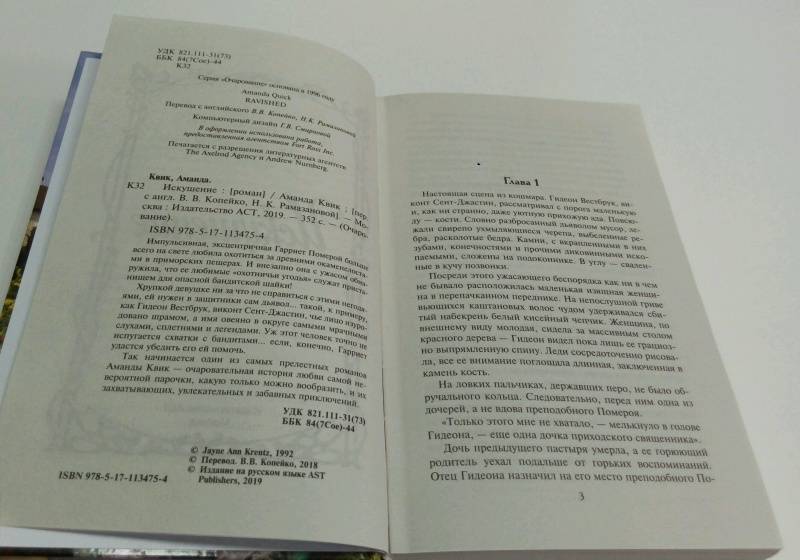 УДК 821.111-31(73)
ББК 84(7Сое)-44
К32
Серия «Очарование» основана в 1996 году
Amanda Quick
RAVISHED
Перевод с английского В.В. Копейко, Н.К. Рамазановой
Компьютерный дизайн Г.В. Смирновой
В оформлении использована работа,
предоставленная агентством Fort Ross Inc.
Печатается с разрешения литературных агентств
The Axelrod Agency и Andrew Nurnberg.
Квик, Аманда.
К32 Искушение : [роман] / Аманда Квик ; [пер.
с англ. В. В. Копейко, Н. К. Рамазановой]. — Мо-
сква : Издательство АСТ, 2019. — 352 с. — (Очаро-
вание).
ISBN 978-5-17-113475-4
Импульсивная, эксцентричная Гарриет Померой больше
всего на свете любила охотиться за древними окаменелостя-
ми в приморских пещерах. И внезапно она с ужасом обна-
ружила, что ее любимые «охотничьи угодья» служат приста-
нищем для опасной бандитской шайки!
Хрупкой девушке ни за что не справиться с этими негодя-
ями, ей нужен в защитники сам дьявол... такой, к примеру,
как Гидеон Вестбрук, виконт Сент-Джастин, чье лицо изуро-
довано шрамом, а имя овеяно в округе самыми мрачными
слухами, сплетнями и легендами. Уж этот человек точно не
испугается схватки с бандитами... если, конечно, Гарриет
удастся убедить его ей помочь.
Так начинается один из самых прелестных романов
Аманды Квик — очаровательная история любви самой не-
вероятной парочки, какую только можно вообразить, и их
захватывающих, увлекательных и забавных приключений.
УДК 821.111-31(73)
ББК 84(7Сое)-44
© Jayne Ann Krentz, 1992
© Перевод. В.В. Копейко, 2018
© Издание на русском языке AST
Publishers, 2019
ISBN 978-5-17-113475-4
Глава 1
Настоящая сцена из кошмара. Гидеон Вестбрук, ви-
конт Сент-Джастин, рассматривал с порога маленькую
и, как ни странно, даже уютную прихожую ада. Повсю-
ду — кости. Словно разбросанный дьяволом мусор, ле-
жали свирепо ухмыляющиеся черепа, выбеленные ре-
бра, расколотые бедра. Камни, с вкрапленными в них
зубами, конечностями и прочими диковинными иско-
паемыми, сложены на подоконнике. В углу — свален-
ные в кучу позвонки.
Посреди этого ужасающего беспорядка как ни в чем
не бывало расположилась маленькая изящная женщи-
на в перепачканном переднике. На непослушной гриве
вьющихся каштановых волос чудом удерживался сби-
тый набекрень белый кисейный чепчик. Женщина, по
внешнему виду молодая, сидела за массивным столом
красного дерева — Гидеон видел пока лишь ее грациоз-
но выпрямленную спину. Леди сосредоточенно рисова-
ла, все ее внимание поглощала длинная, заключенная в
камень кость.
На ловких пальчиках, державших перо, не было об-
ручального кольца. Следовательно, перед ним одна из
дочерей, а не вдова преподобного Помероя.
«Только этого мне не хватало, — мелькнуло в голове
Гидеона, — еще одна дочка приходского священника».
Дочь предыдущего пастыря умерла, а ее горюющий
родитель уехал подальше от горьких воспоминаний.
Отец Гидеона назначил на его место преподобного По-
3